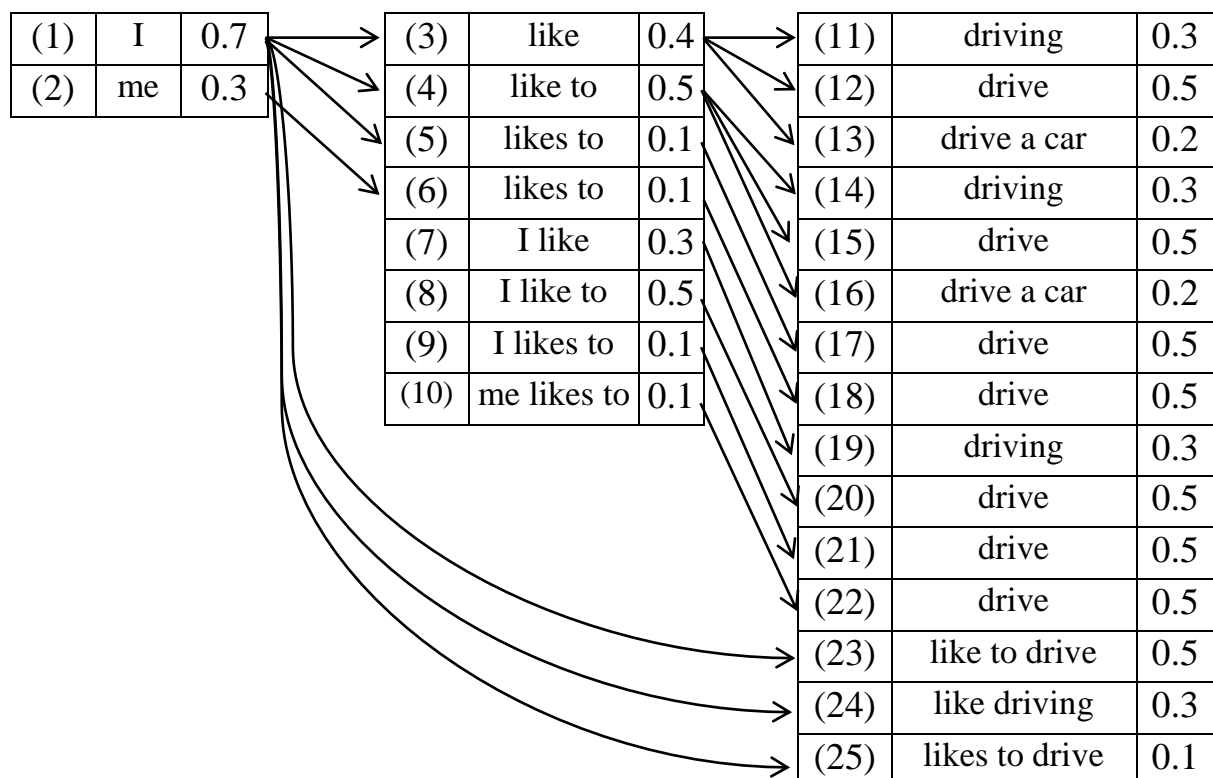 (1) I 0.7
(2) me 0.3
(3) like 0.4
(4) like to 0.5
(5) likes to 0.1
(6) likes to 0.1
(7) I like 0.3
(8) I like to 0.5
(9) I likes to 0.1
(10) me likes to 0.1
(11) driving 0.3
(12) drive 0.5
(13) drive a car 0.2
(14) driving 0.3
(15) drive 0.5
(16) drive a car 0.2
(17) drive 0.5
(18) drive 0.5
(19) driving 0.3
(20) drive 0.5
(21) drive 0.5
(22) drive 0.5
(23) like to drive 0.5
(24) like driving 0.3
(25) likes to drive 0.1